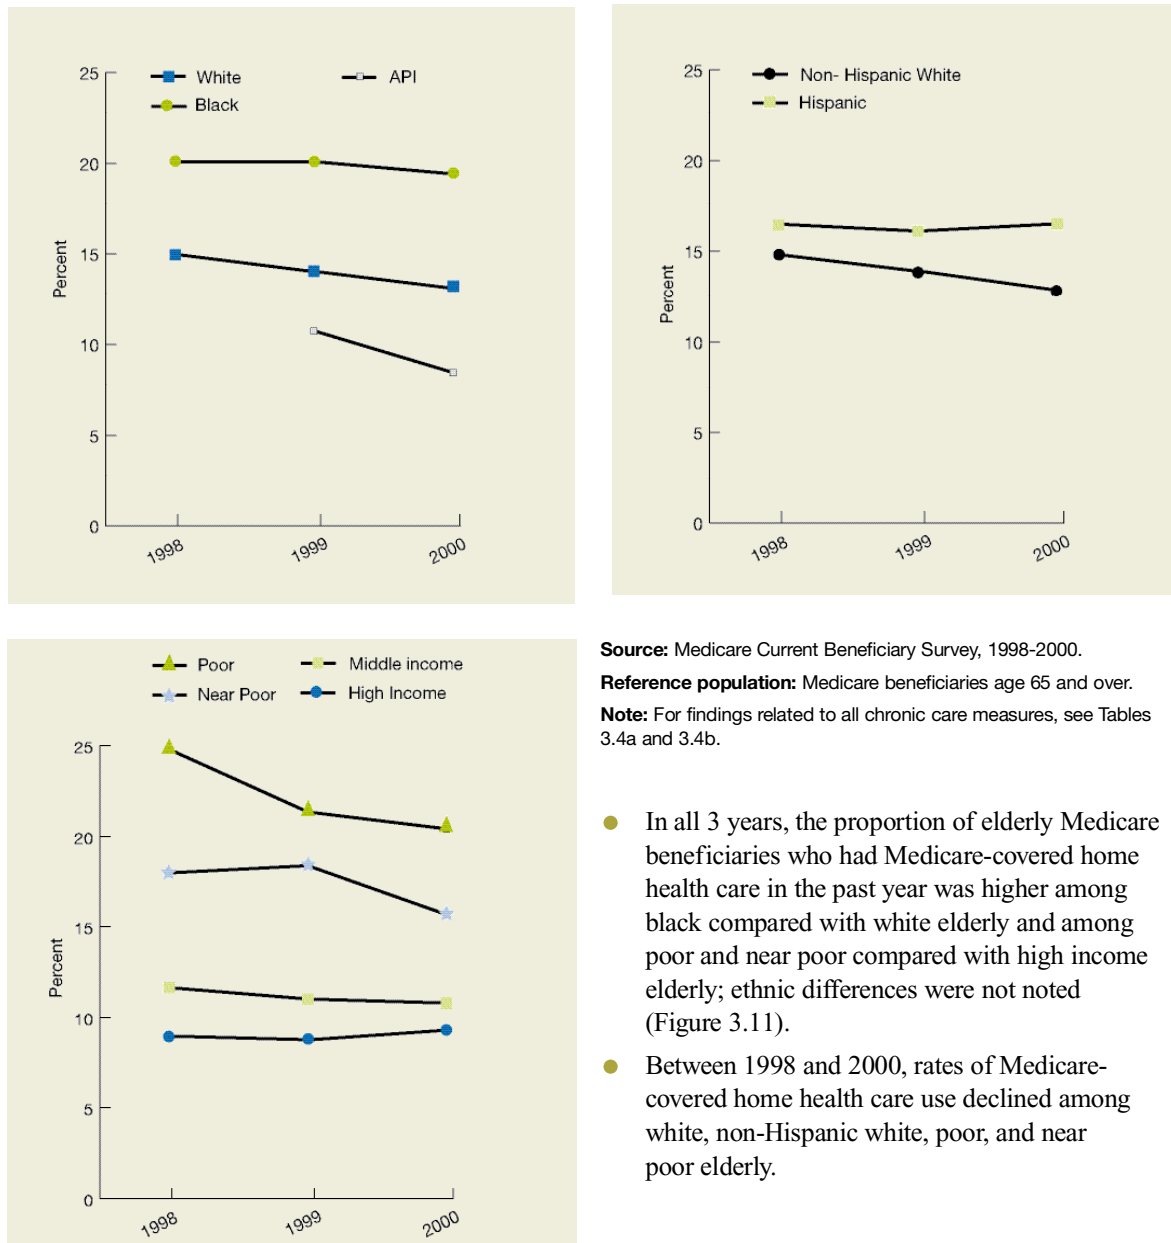 White
API
Black
25
20
15
10
5
0
Percent
1998
1999
2000
Non- Hispanic White
Hispanic
25
20
15
10
5
0
Percent
1998
1999
2000
Poor
Middle income
Near Poor
High Income
25
20
15
10
5
0
Percent
1998
1999
2000
Source: Medicare Current Beneficiary Survey, 1998-2000.
Reference population: Medicare beneficiaries age 65 and over.
Note: For findings related to all chronic care measures, see Tables
3.4a and 3.4b.
In all 3 years, the proportion of elderly Medicare
beneficiaries who had Medicare-covered home
health care in the past year was higher among
black compared with white elderly and among
poor and near poor compared with high income
elderly; ethnic differences were not noted
(Figure 3.11).
Between 1998 and 2000, rates of Medicare-
covered home health care use declined among
white, non-Hispanic white, poor, and near
poor elderly.